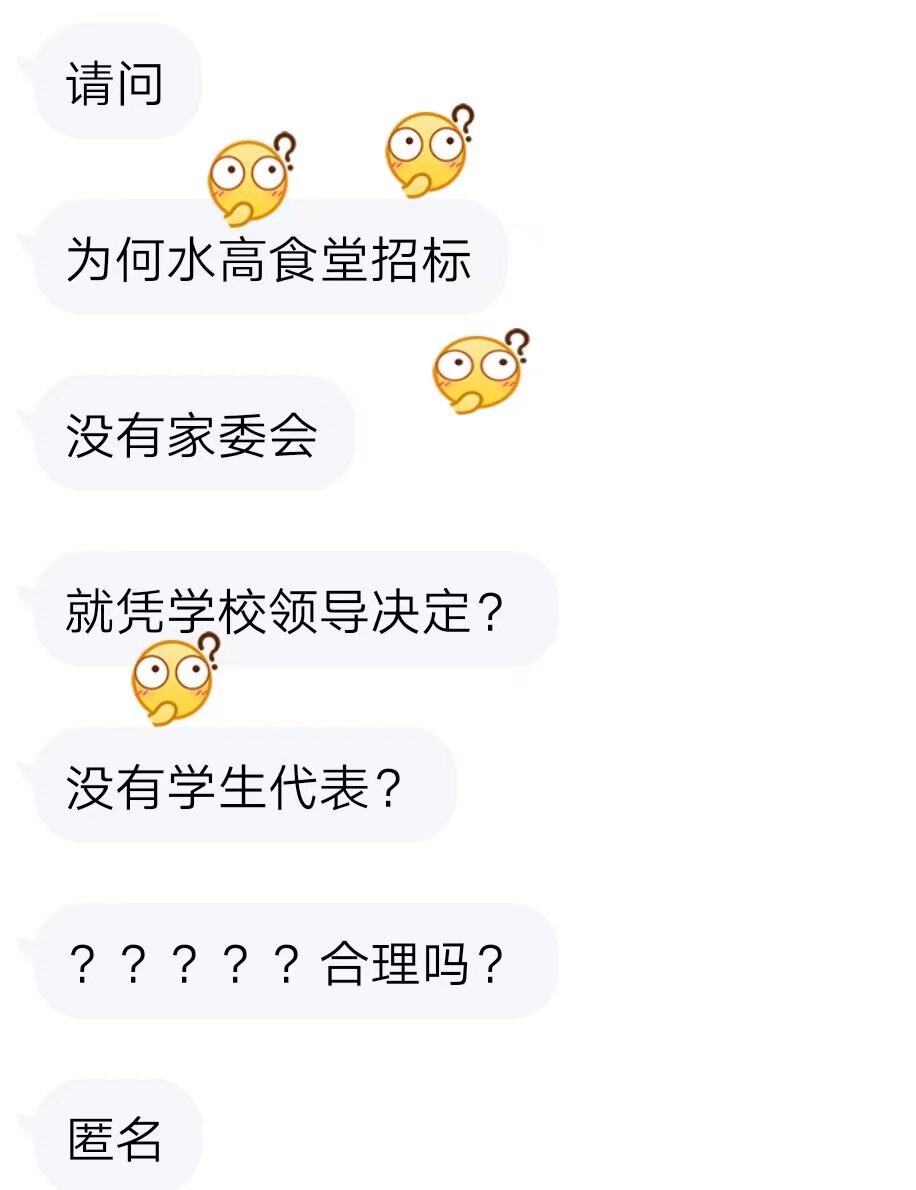 请问
为何水高食堂招标
没有家委会
就凭学校领导决定？
没有学生代表？
？？？？？合理吗？
匿名